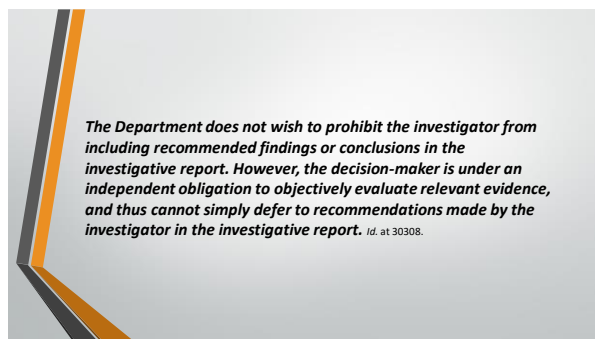 The Department does not wish to prohibit the investigator from
including recommended findings or conclusions in the
investigative report. However, the decision-maker is under an
independent obligation to objectively evaluate relevant evidence,
and thus cannot simply defer to recommendations made by the
investigator in the investigative report. Id. at 30308.